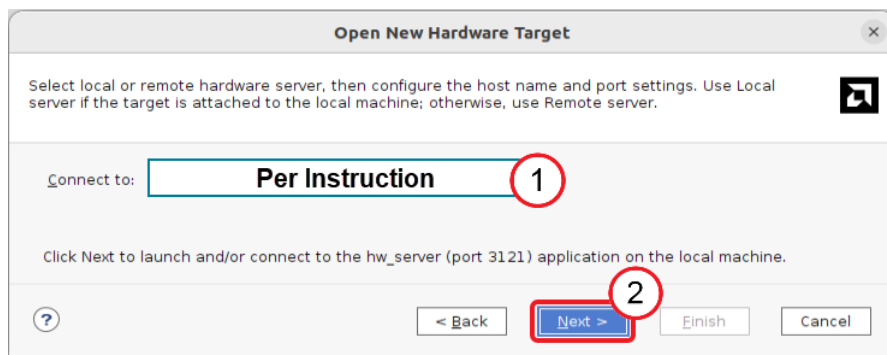 Open New Hardware Target
Select local or remote hardware server, then configure the host name and port settings. Use Local
server if the target is attached to the local machine; otherwise, use Remote server.
Connect to: Per Instruction 1
Click Next to launch and/or connect to the hw_server (port 3121) application on the local machine.
2
? < Back Next > Finish Cancel